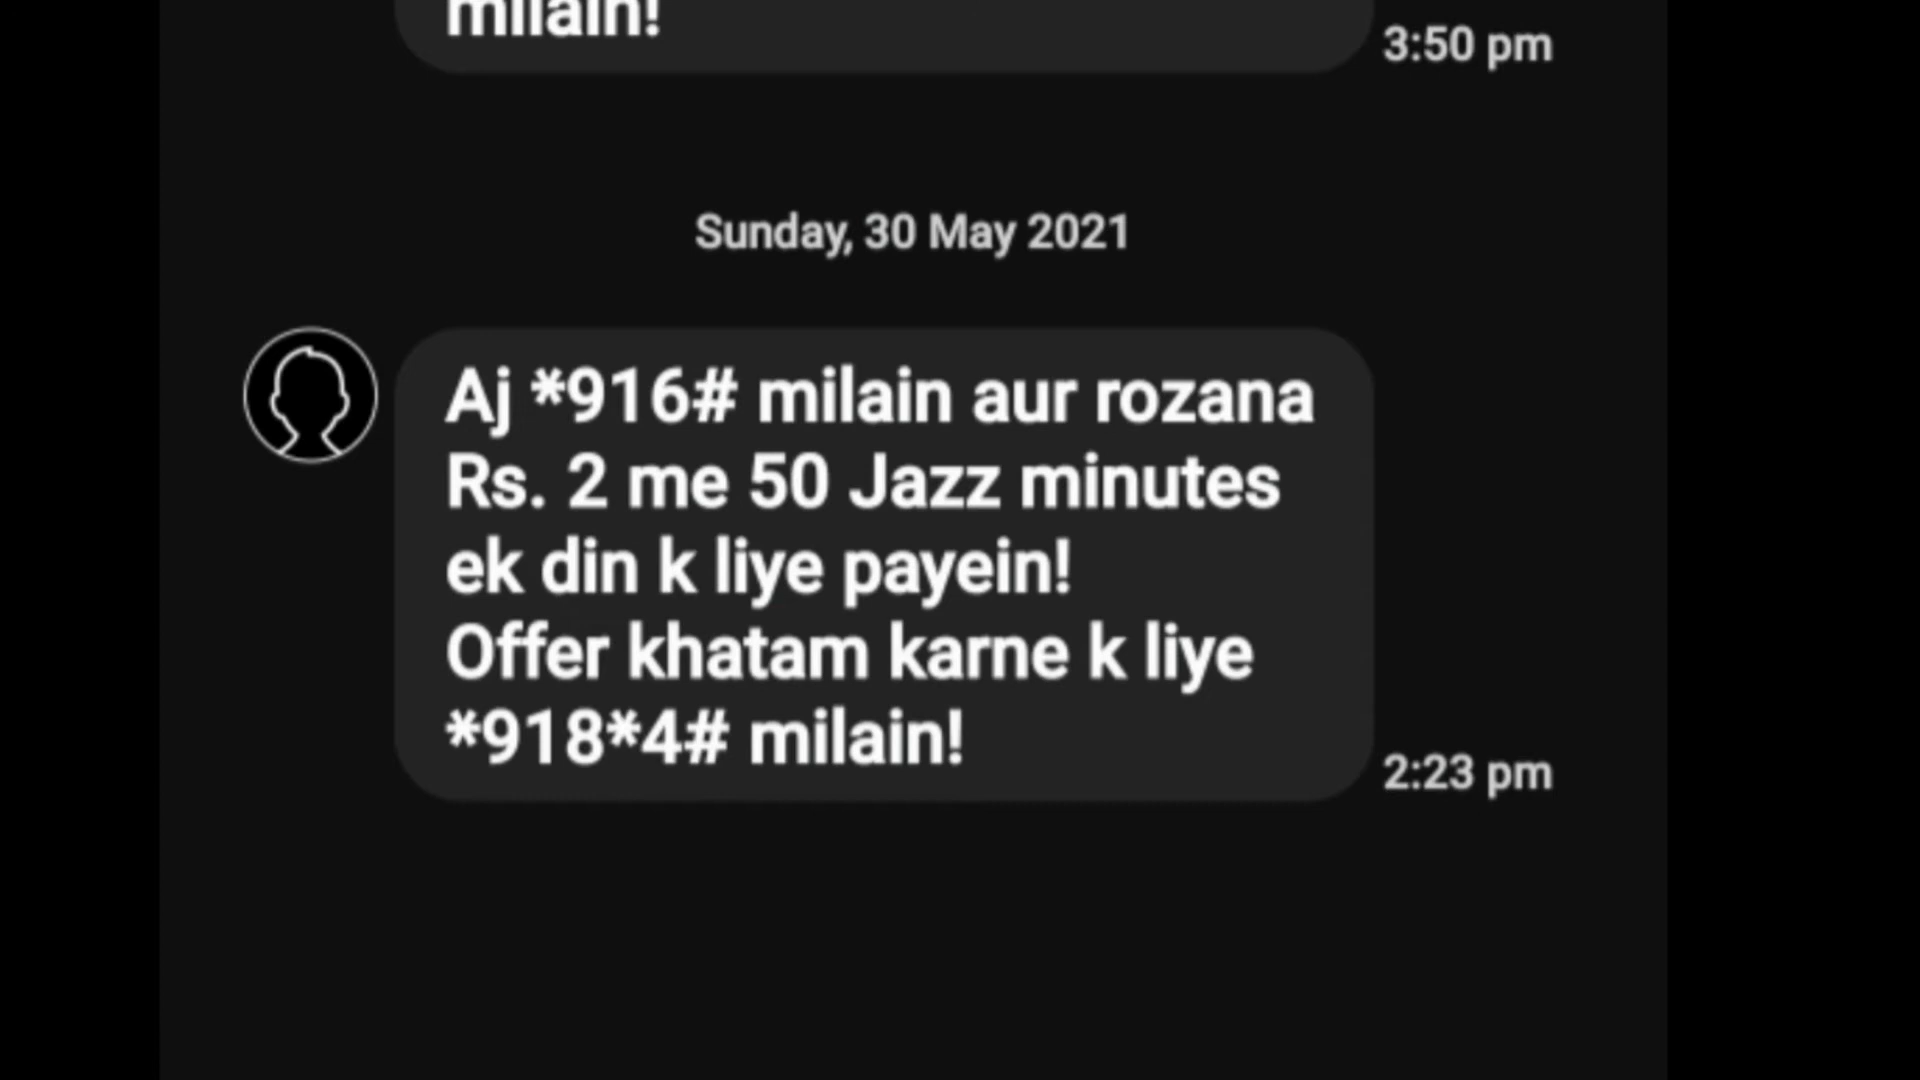 milain!
3:50 pm
Sunday, 30 May 2021
Aj *916# milain aur rozana
Rs. 2 me 50 Jazz minutes
ek din k liye payein!
Offer khatam karne k liye
*918*4# milain!
2:23 pm